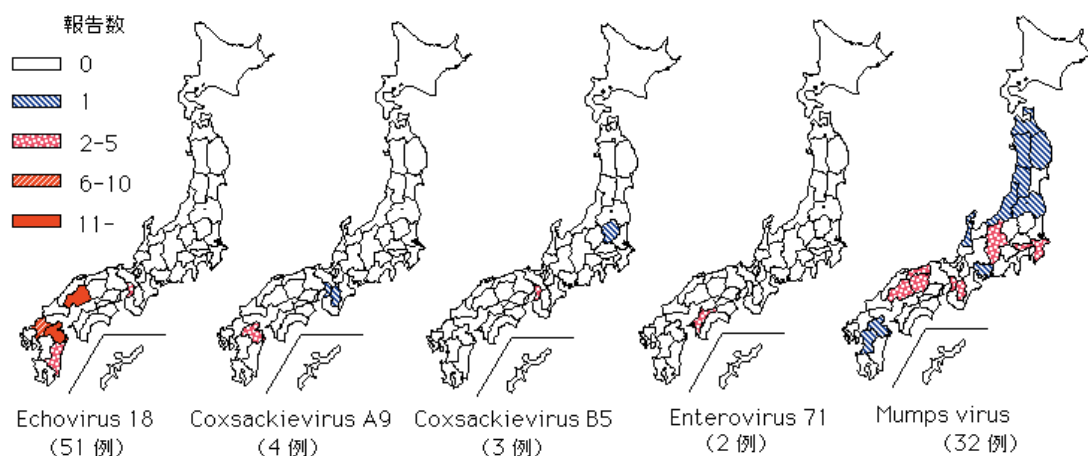 報告数
0
1
2-5
6-10
11-
Echovirus 18
(51 例)
Coxsackievirus A9
(4 例)
Coxsackievirus B5
(3 例)
Enterovirus 71
(2 例)
Mumps virus
(32 例)